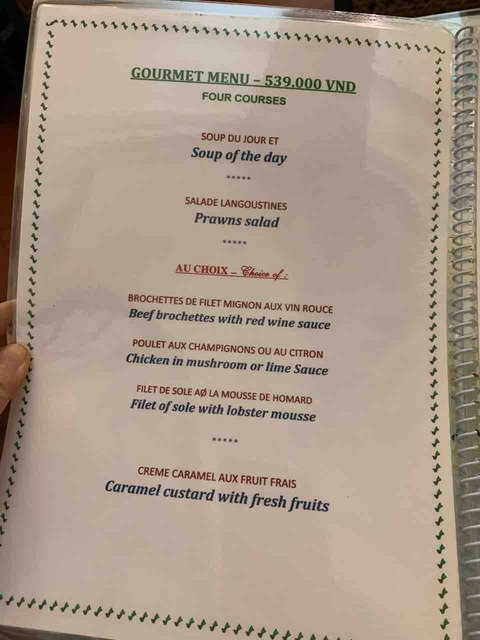 GOURMET MENU – 539.000 VND
FOUR COURSES
SOUP DU JOUR ET
Soup of the day
*****
SALADE LANGOUSTINES
Prawns salad
*****
AU CHOIX – Choice of :
BROCHETTES DE FILET MIGNON AUX VIN ROUCE
Beef brochettes with red wine sauce
POULET AUX CHAMPIGNONS OU AU CITRON
Chicken in mushroom or lime Sauce
FILET DE SOLE AØ LA MOUSSE DE HOMARD
Filet of sole with lobster mousse
*****
CREME CARAMEL AUX FRUIT FRAIS
Caramel custard with fresh fruits